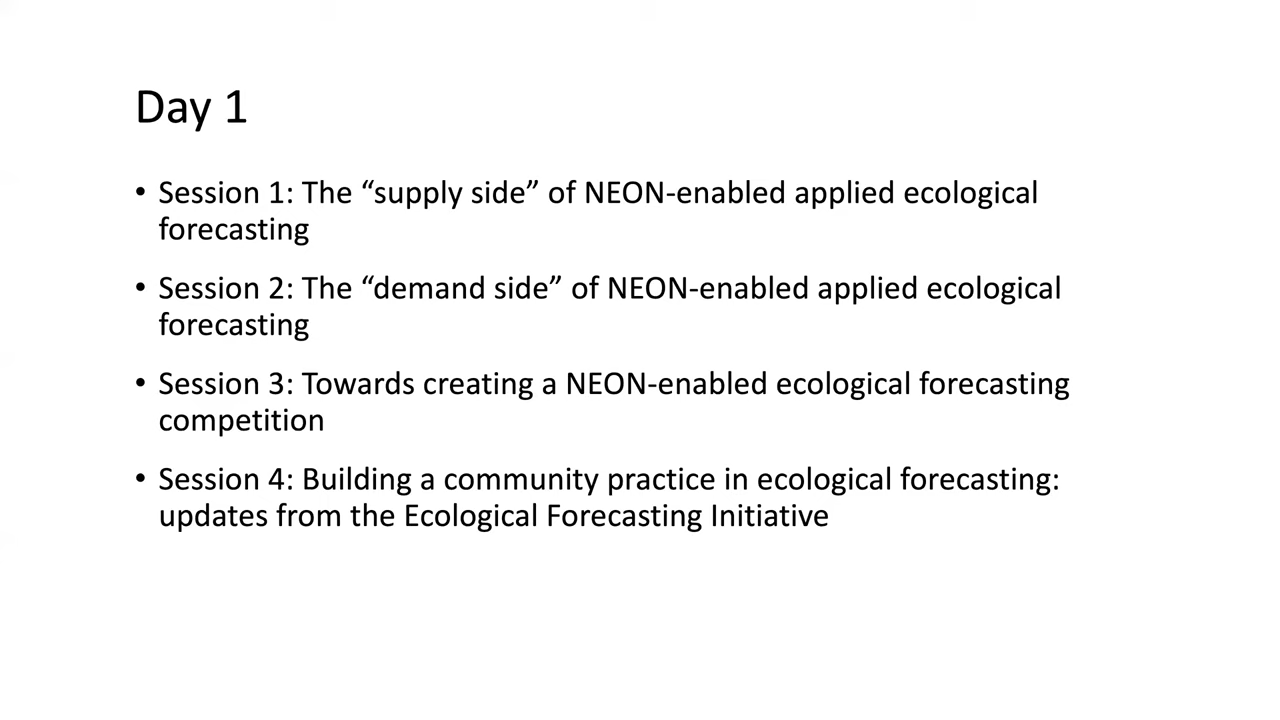 Day 1
• Session 1: The “supply side” of NEON-enabled applied ecological
forecasting
• Session 2: The “demand side” of NEON-enabled applied ecological
forecasting
• Session 3: Towards creating a NEON-enabled ecological forecasting
competition
• Session 4: Building a community practice in ecological forecasting:
updates from the Ecological Forecasting Initiative